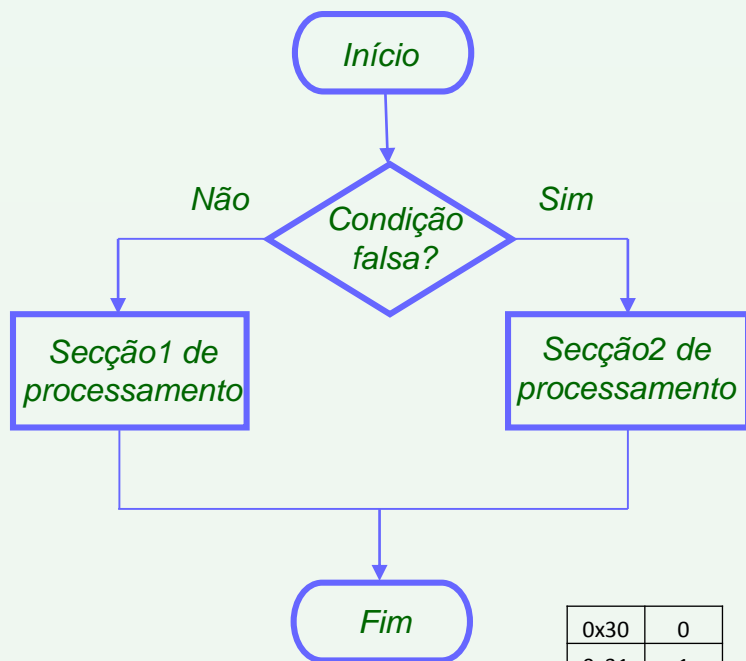 Início
Não
Condição
falsa?
Sim
Secção1 de
processamento
Secção2 de
processamento
Fim
0x30 0